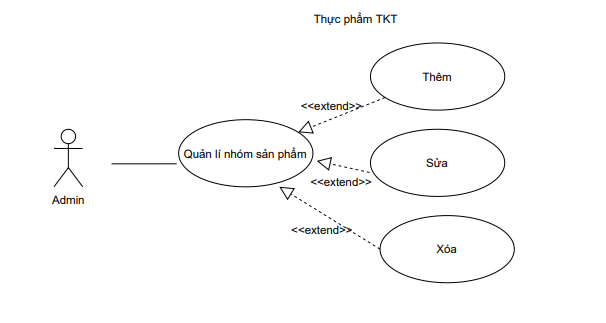 Thực phẩm TKT
Thêm
<<extend>>
Quản lí nhóm sản phẩm
Sửa
<<extend>>
Admin
<<extend>>
Xóa